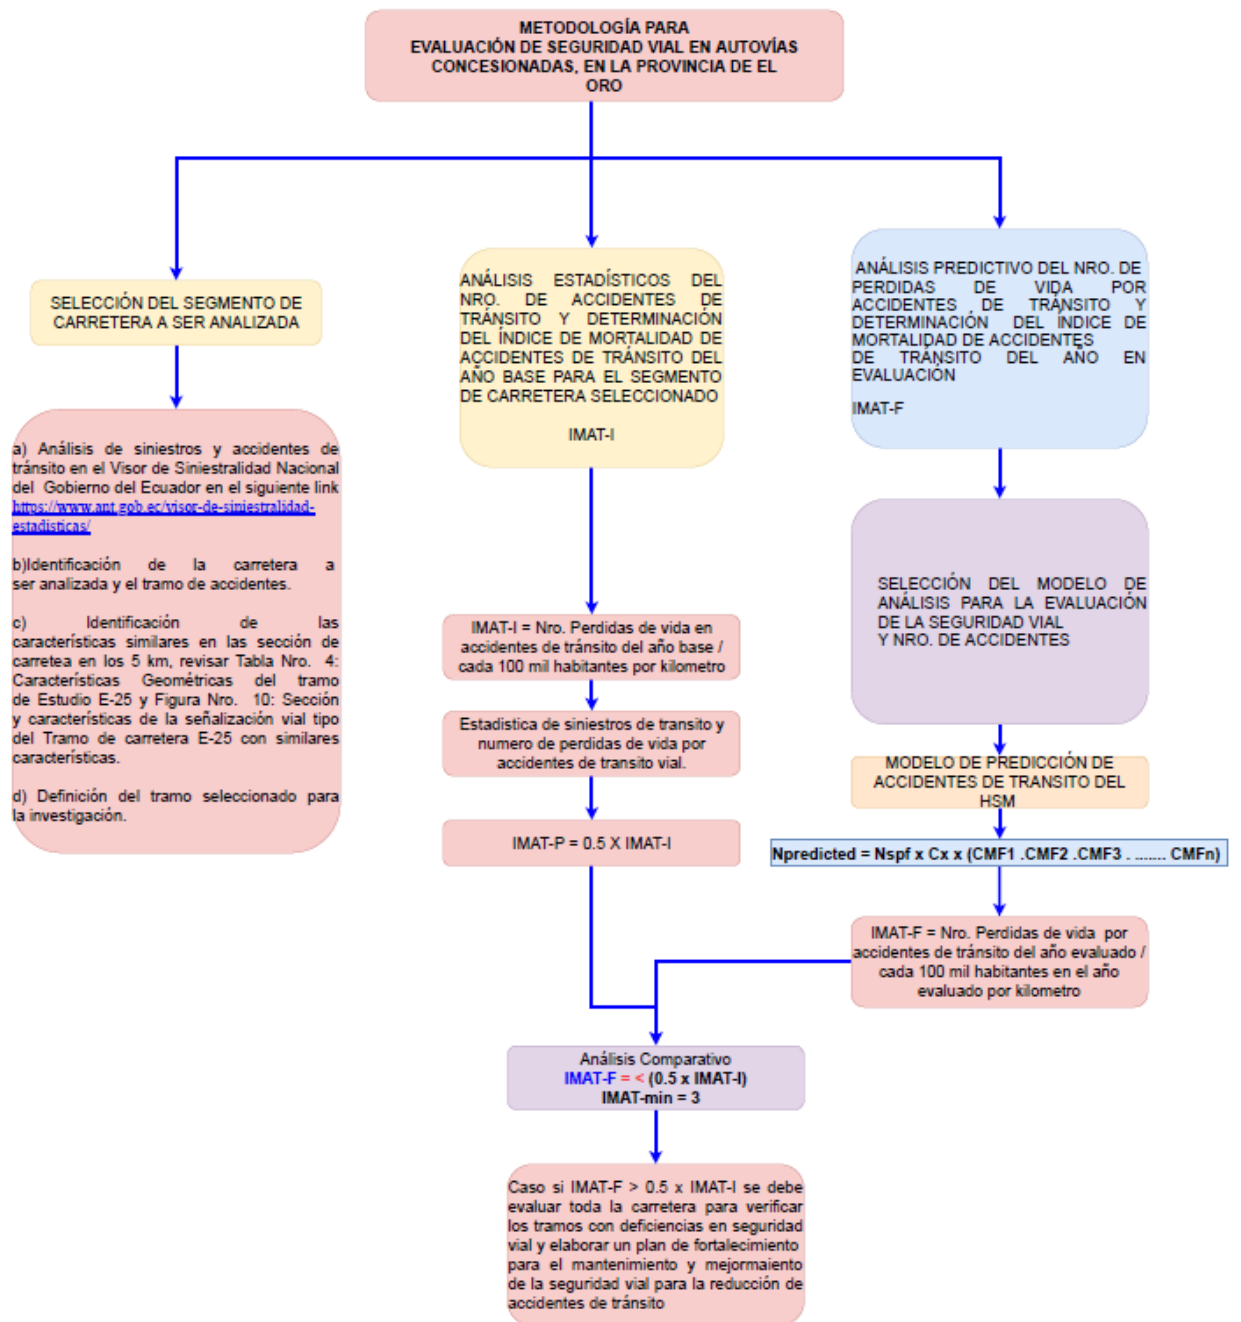 METODOLOGÍA PARA
EVALUACIÓN DE SEGURIDAD VIAL EN AUTOVÍAS
CONCESIONADAS, EN LA PROVINCIA DE EL
ORO
SELECCIÓN DEL SEGMENTO DE
CARRETERA A SER ANALIZADA
a) Análisis de siniestros y accidentes de
tránsito en el Visor de Siniestralidad Nacional
del Gobierno del Ecuador en el siguiente link
https://www.ant.gob.ec/visor-de-siniestralidad-
estadisticas/
b)Identificación de la carretera a
ser analizada y el tramo de accidentes.
c) Identificación de las
características similares en las sección de
carretea en los 5 km, revisar Tabla Nro. 4:
Características Geométricas del tramo
de Estudio E-25 y Figura Nro. 10: Sección
y características de la señalización vial tipo
del Tramo de carretera E-25 con similares
características.
d) Definición del tramo seleccionado para
la investigación.
ANÁLISIS ESTADÍSTICOS DEL
NRO. DE ACCIDENTES DE
TRÁNSITO Y DETERMINACIÓN
DEL ÍNDICE DE MORTALIDAD DE
ACCIDENTES DE TRÁNSITO DEL
AÑO BASE PARA EL SEGMENTO
DE CARRETERA SELECCIONADO
IMAT-I
IMAT-I = Nro. Perdidas de vida en
accidentes de tránsito del año base /
cada 100 mil habitantes por kilometro
Estadistica de siniestros de transito y
numero de perdidas de vida por
accidentes de transito vial.
IMAT-P = 0.5 X IMAT-I
ANÁLISIS PREDICTIVO DEL NRO. DE
PERDIDAS DE VIDA POR
ACCIDENTES DE TRÁNSITO Y
DETERMINACIÓN DEL ÍNDICE DE
MORTALIDAD DE ACCIDENTES
DE TRÁNSITO DEL AÑO EN
EVALUACIÓN
IMAT-F
SELECCIÓN DEL MODELO DE
ANÁLISIS PARA LA EVALUACIÓN
DE LA SEGURIDAD VIAL
Y NRO. DE ACCIDENTES
MODELO DE PREDICCIÓN DE
ACCIDENTES DE TRANSITO DEL
HSM
Npredicted = Nspf x Cx x (CMF1 .CMF2 .CMF3 . ....... CMFn)
IMAT-F = Nro. Perdidas de vida por
accidentes de tránsito del año evaluado /
cada 100 mil habitantes en el año
evaluado por kilometro
Análisis Comparativo
IMAT-F = < (0.5 x IMAT-I)
IMAT-min = 3
Caso si IMAT-F > 0.5 x IMAT-I se debe
evaluar toda la carretera para verificar
los tramos con deficiencias en seguridad
vial y elaborar un plan de fortalecimiento
para el mantenimiento y mejormaiento
de la seguridad vial para la reducción de
accidentes de tránsito